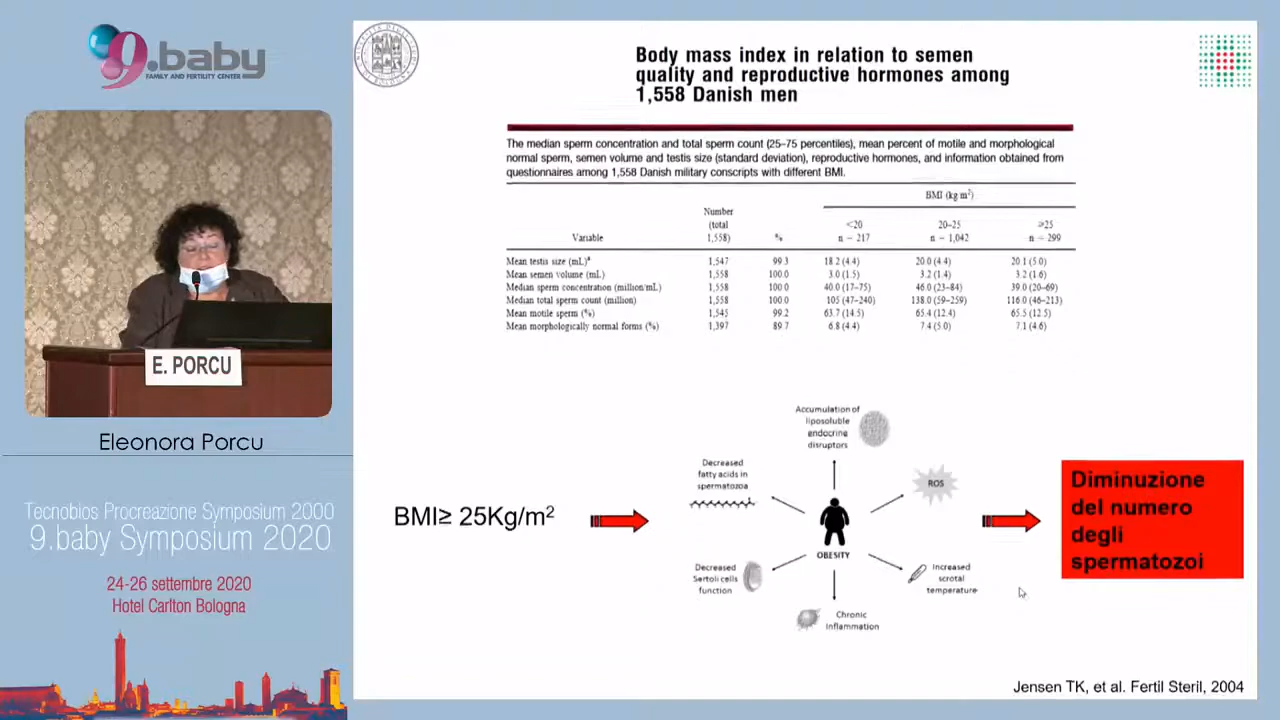 9.baby
FAMILY AND FERTILITY CENTER
E. PORCU
Eleonora Porcu
Tecnobios Procreazione Symposium 2000
9.baby Symposium 2020
24-26 settembre 2020
Hotel Carlton Bologna
Body mass index in relation to semen
quality and reproductive hormones among
1,558 Danish men
The median sperm concentration and total sperm count (25–75 percentiles), mean percent of motile and morphological
normal sperm, semen volume and testis size (standard deviation), reproductive hormones, and information obtained from
questionnaires among 1,558 Danish military conscripts with different BMI.
BMI (kg m²)
Number
(total
1,558)
<20
20–25
≥25
Variable
%
n – 217
n – 1,042
n – 299
Mean testis size (mL)ª 1,547 99.3 18.2 (4.4) 20.0 (4.4) 20.1 (5.0)
Mean semen volume (mL) 1,558 100.0 3.0 (1.5) 3.2 (1.4) 3.2 (1.6)
Median sperm concentration (million/mL) 1,558 100.0 40.0 (17–75) 46.0 (23–84) 39.0 (20–69)
Median total sperm count (million) 1,558 100.0 105 (47–240) 138.0 (59–259) 116.0 (46–213)
Mean motile sperm (%) 1,545 99.2 63.7 (14.5) 65.4 (12.4) 65.5 (12.5)
Mean morphologically normal forms (%) 1,397 89.7 6.8 (4.4) 7.4 (5.0) 7.1 (4.6)
BMI≥ 25Kg/m²
Accumulation of
liposoluble
endocrine
disruptors
Decreased
fatty acids in
spermatozoa
ROS
OBESITY
Decreased
Sertoli cells
function
Increased
scrotal
temperature
Chronic
inflammation
Diminuzione
del numero
degli
spermatozoi
Jensen TK, et al. Fertil Steril, 2004